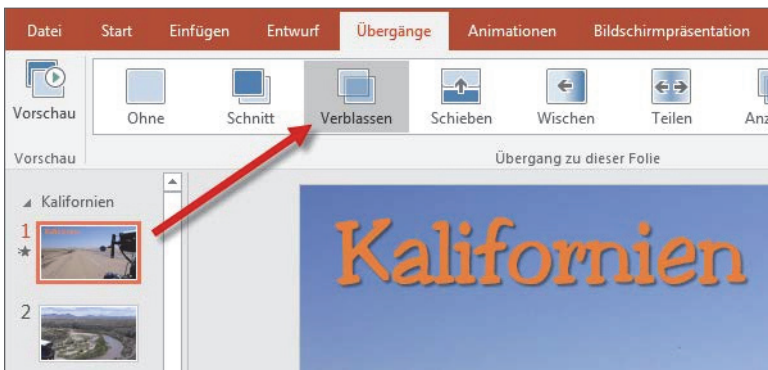 Datei Start Einfügen Entwurf Übergänge Animationen Bildschirmpräsentation
Vorschau Ohne Schnitt Verblassen Schieben Wischen Teilen
Vorschau Übergang zu dieser Folie
Kalifornien
1
2
Kalifornien